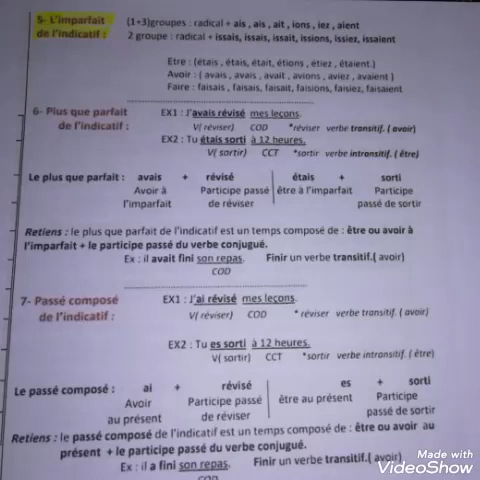 5- L'imparfait (1+3)groupes : radical + ais , ais , ait , ions , iez , aient
de l'indicatif : 2 groupe : radical + issais, issais, issait, issions, issiez, issaient
Etre : (étais , étais, était, étions , étiez , étaient.)
Avoir : ( avais , avais , avait , avions , aviez , avaient )
Faire : faisais , faisais, faisait, faisions, faisiez, faisaient
6- Plus que parfait EX1 : J'avais révisé mes leçons.
de l'indicatif : V( réviser) COD *réviser verbe transitif. ( avoir)
EX2 : Tu étais sorti à 12 heures.
V( sortir) CCT *sortir verbe intransitif. ( être)
Le plus que parfait : avais + révisé étais + sorti
Avoir à Participe passé être à l'imparfait Participe
l'imparfait de réviser passé de sortir
Retiens : le plus que parfait de l'indicatif est un temps composé de : être ou avoir à
l'imparfait + le participe passé du verbe conjugué.
Ex : il avait fini son repas. Finir un verbe transitif.( avoir)
COD
7- Passé composé EX1 : J'ai révisé mes leçons.
de l'indicatif : V( réviser) COD * réviser verbe transitif. ( avoir)
EX2 : Tu es sorti à 12 heures.
V( sortir) CCT *sortir verbe intransitif. ( être)
Le passé composé : ai + révisé es + sorti
Avoir Participe passé être au présent Participe
au présent de réviser passé de sortir
Retiens : le passé composé de l'indicatif est un temps composé de : être ou avoir au
présent + le participe passé du verbe conjugué.
Ex : il a fini son repas. Finir un verbe transitif.( avoir)
COD
Made with
VideoShow